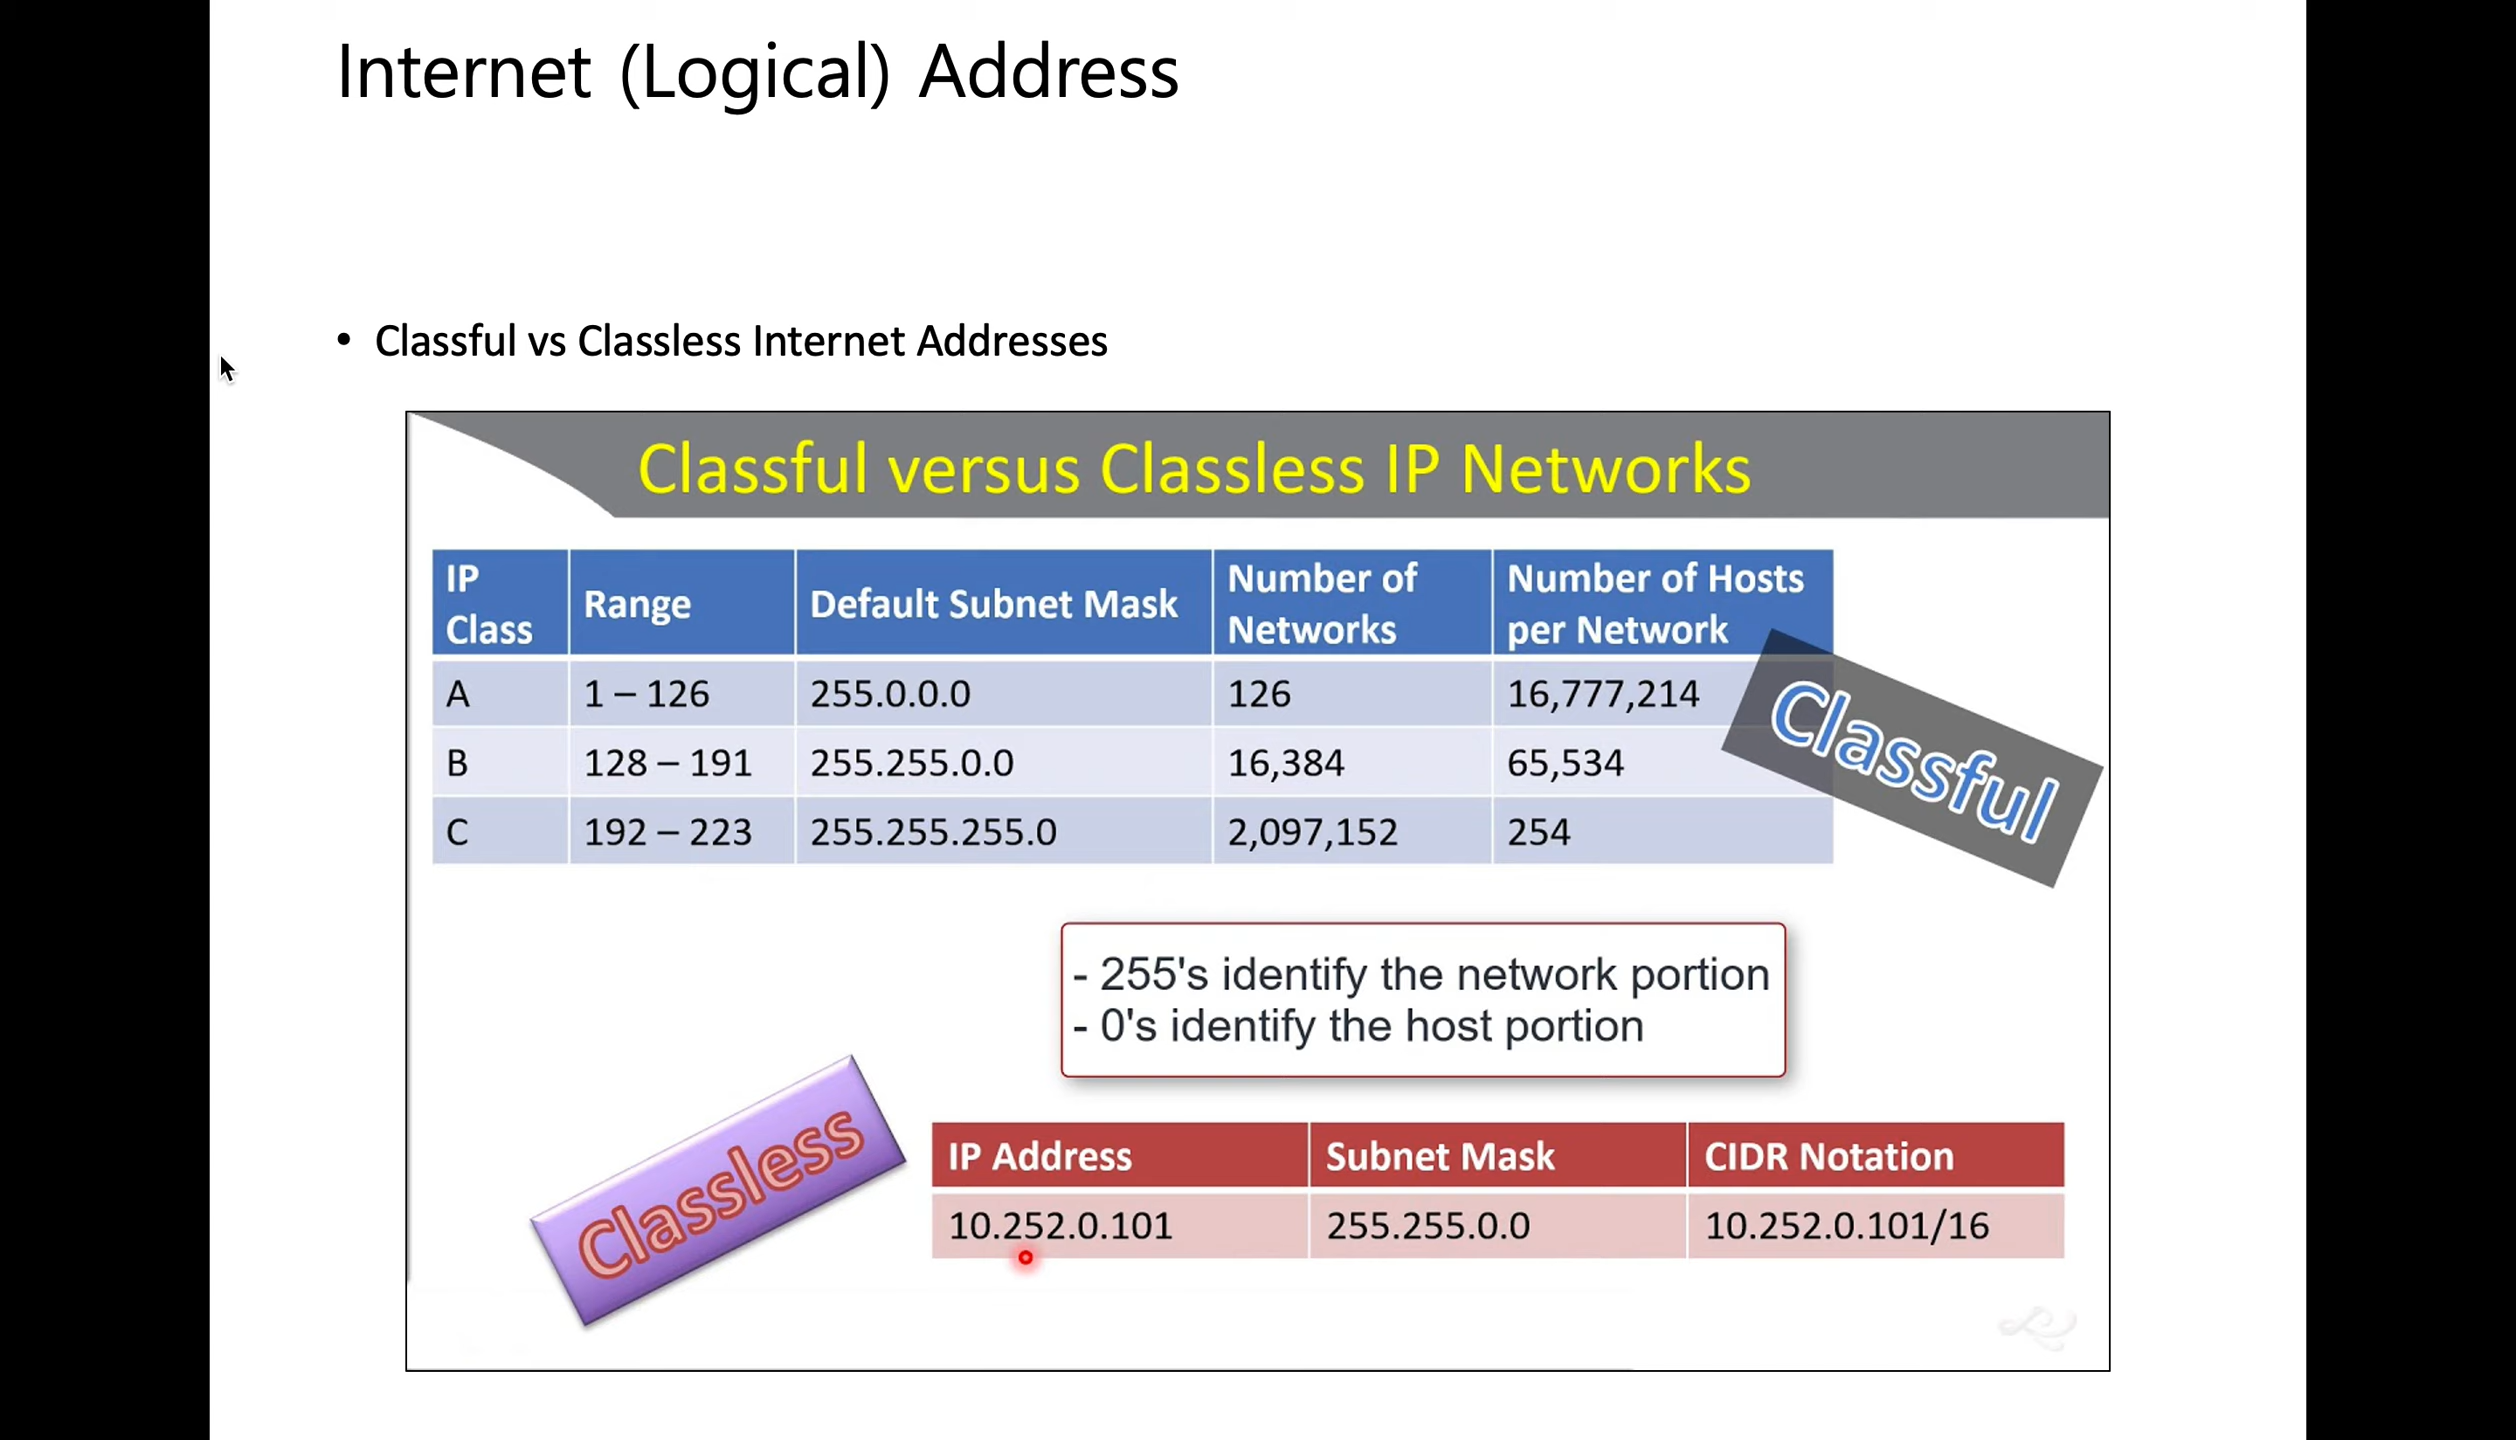 Internet (Logical) Address
• Classful vs Classless Internet Addresses
Classful versus Classless IP Networks
IP Class Range Default Subnet Mask Number of Networks Number of Hosts per Network
A 1 – 126 255.0.0.0 126 16,777,214
B 128 – 191 255.255.0.0 16,384 65,534
C 192 – 223 255.255.255.0 2,097,152 254
Classful
- 255's identify the network portion
- 0's identify the host portion
Classless
IP Address Subnet Mask CIDR Notation
10.252.0.101 255.255.0.0 10.252.0.101/16